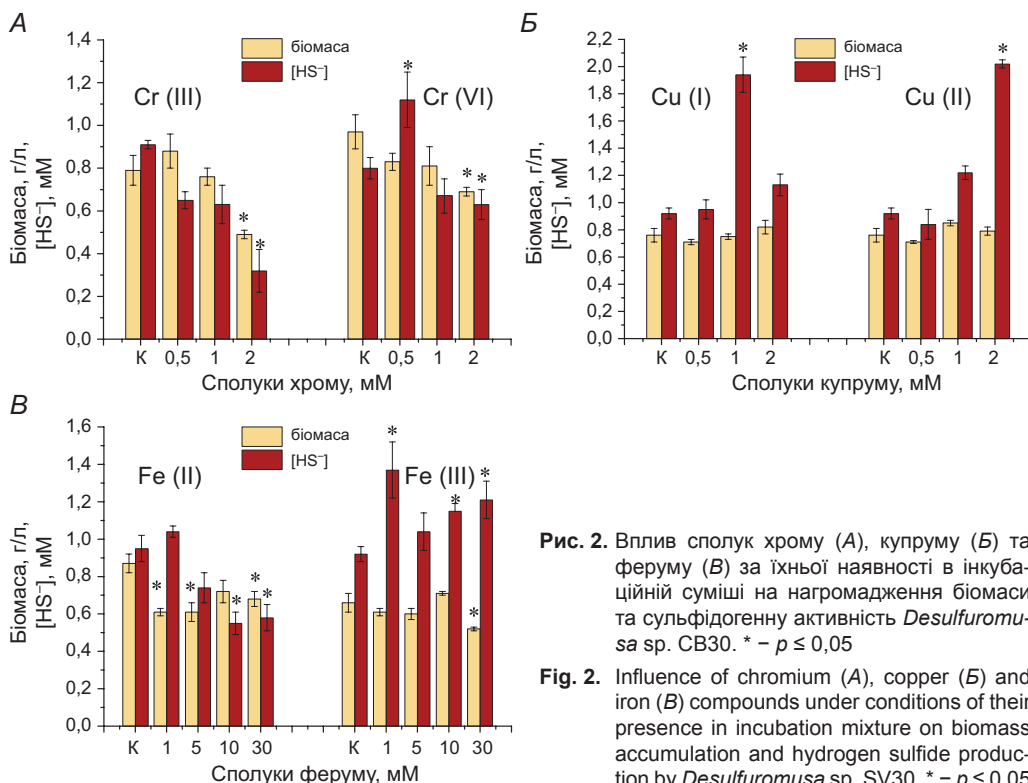 А
1,4
1,2
1,0
0,8
0,6
0,4
0,2
0,0
Біомаса, г/л,
[HS⁻], мМ
біомаса
[HS⁻]
Cr (III)
Cr (VI)
* * * * *
К 0,5 1 2 К 0,5 1 2
Сполуки хрому, мМ
Б
2,2
2,0
1,8
1,6
1,4
1,2
1,0
0,8
0,6
0,4
0,2
0,0
Біомаса, г/л,
[HS⁻], мМ
біомаса
[HS⁻]
Cu (I)
Cu (II)
* *
К 0,5 1 2 К 0,5 1 2
Сполуки купруму, мМ
В
1,6
1,4
1,2
1,0
0,8
0,6
0,4
0,2
0,0
Біомаса, г/л,
[HS⁻], мМ
біомаса
[HS⁻]
Fe (II)
Fe (III)
* * * * * * * * *
К 1 5 10 30 К 1 5 10 30
Сполуки феруму, мМ
Рис. 2. Вплив сполук хрому (А), купруму (Б) та
феруму (В) за їхньої наявності в інкуба-
ційній суміші на нагромадження біомаси
та сульфідогенну активність Desulfuromu-
sa sp. СВ30. * – p ≤ 0,05
Fig. 2. Influence of chromium (А), copper (Б) and
iron (В) compounds under conditions of their
presence in incubation mixture on biomass
accumulation and hydrogen sulfide produc-
tion by Desulfuromusa sp. SV30. * – p ≤ 0,05